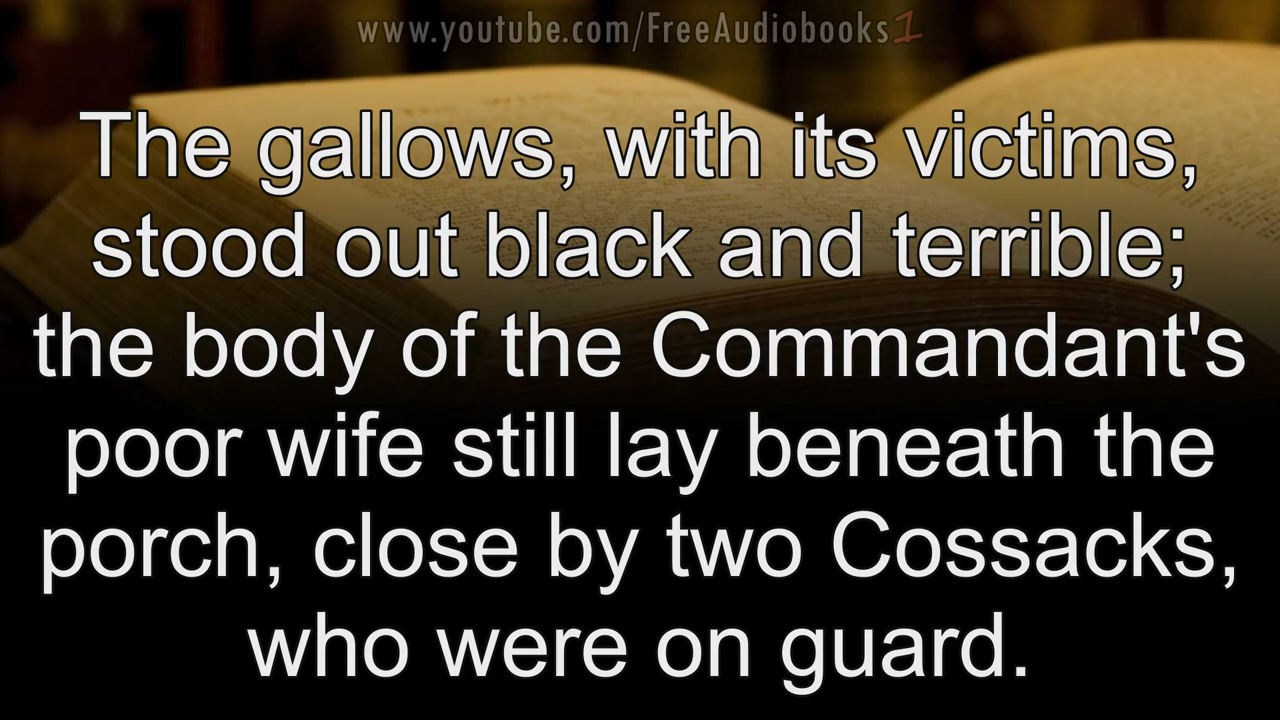 www.youtube.com/FreeAudiobooks1
The gallows, with its victims,
stood out black and terrible;
the body of the Commandant's
poor wife still lay beneath the
porch, close by two Cossacks,
who were on guard.